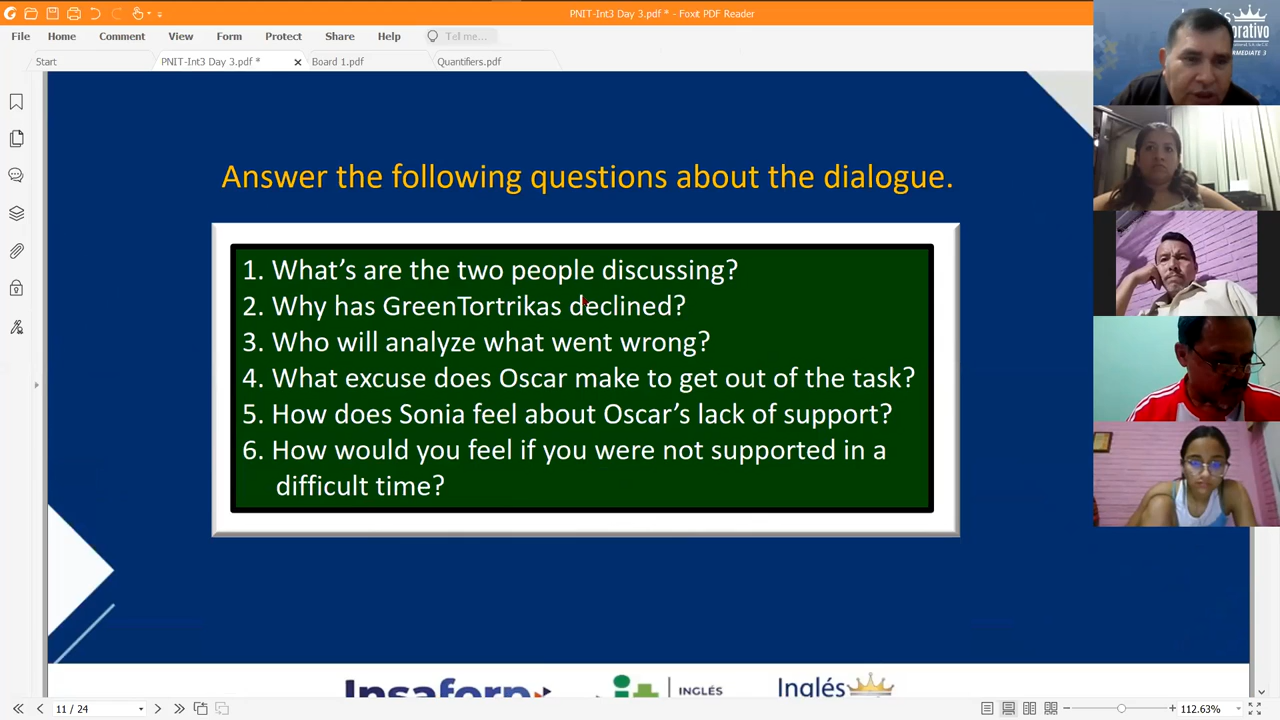 PNIT-Int3 Day 3.pdf * - Foxit PDF Reader
File Home Comment View Form Protect Share Help Tell me...
Start PNIT-Int3 Day 3.pdf * Board 1.pdf Quantifiers.pdf
Answer the following questions about the dialogue.
1. What's are the two people discussing?
2. Why has GreenTortrikas declined?
3. Who will analyze what went wrong?
4. What excuse does Oscar make to get out of the task?
5. How does Sonia feel about Oscar's lack of support?
6. How would you feel if you were not supported in a
difficult time?
Insaforp
INGLÉS
Inglés
11 / 24
112.63%